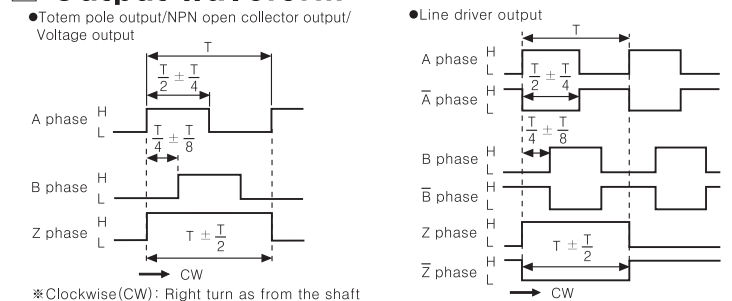 ●Totem pole output/NPN open collector output/
Voltage output
T
T/2 ± T/4
A phase H L
T/4 ± T/8
B phase H L
Z phase H L
T ± T/2
CW
※Clockwise(CW): Right turn as from the shaft
●Line driver output
T
A phase H L
T/2 ± T/4
A̅ phase H L
T/4 ± T/8
B phase H L
B̅ phase H L
Z phase H L
T ± T/2
Z̅ phase H L
CW